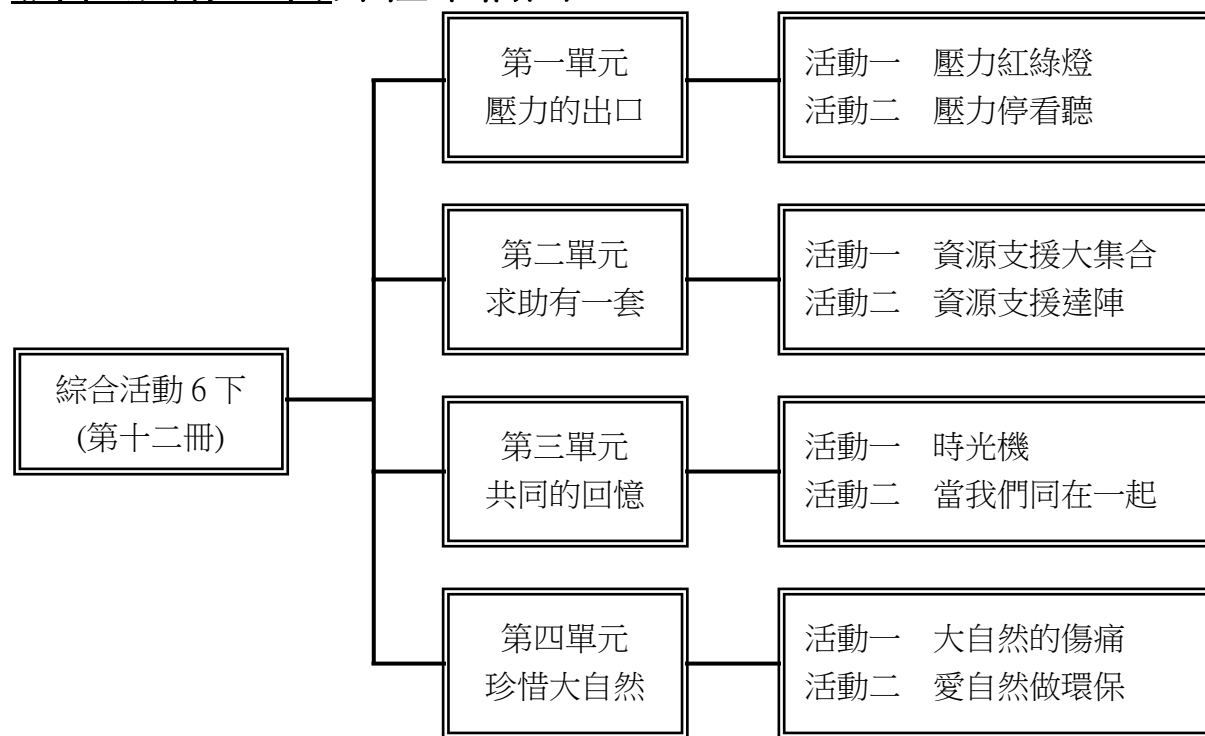 綜合活動 6 下
(第十二冊)
第一單元
壓力的出口
活動一 壓力紅綠燈
活動二 壓力停看聽
第二單元
求助有一套
活動一 資源支援大集合
活動二 資源支援達陣
第三單元
共同的回憶
活動一 時光機
活動二 當我們同在一起
第四單元
珍惜大自然
活動一 大自然的傷痛
活動二 愛自然做環保